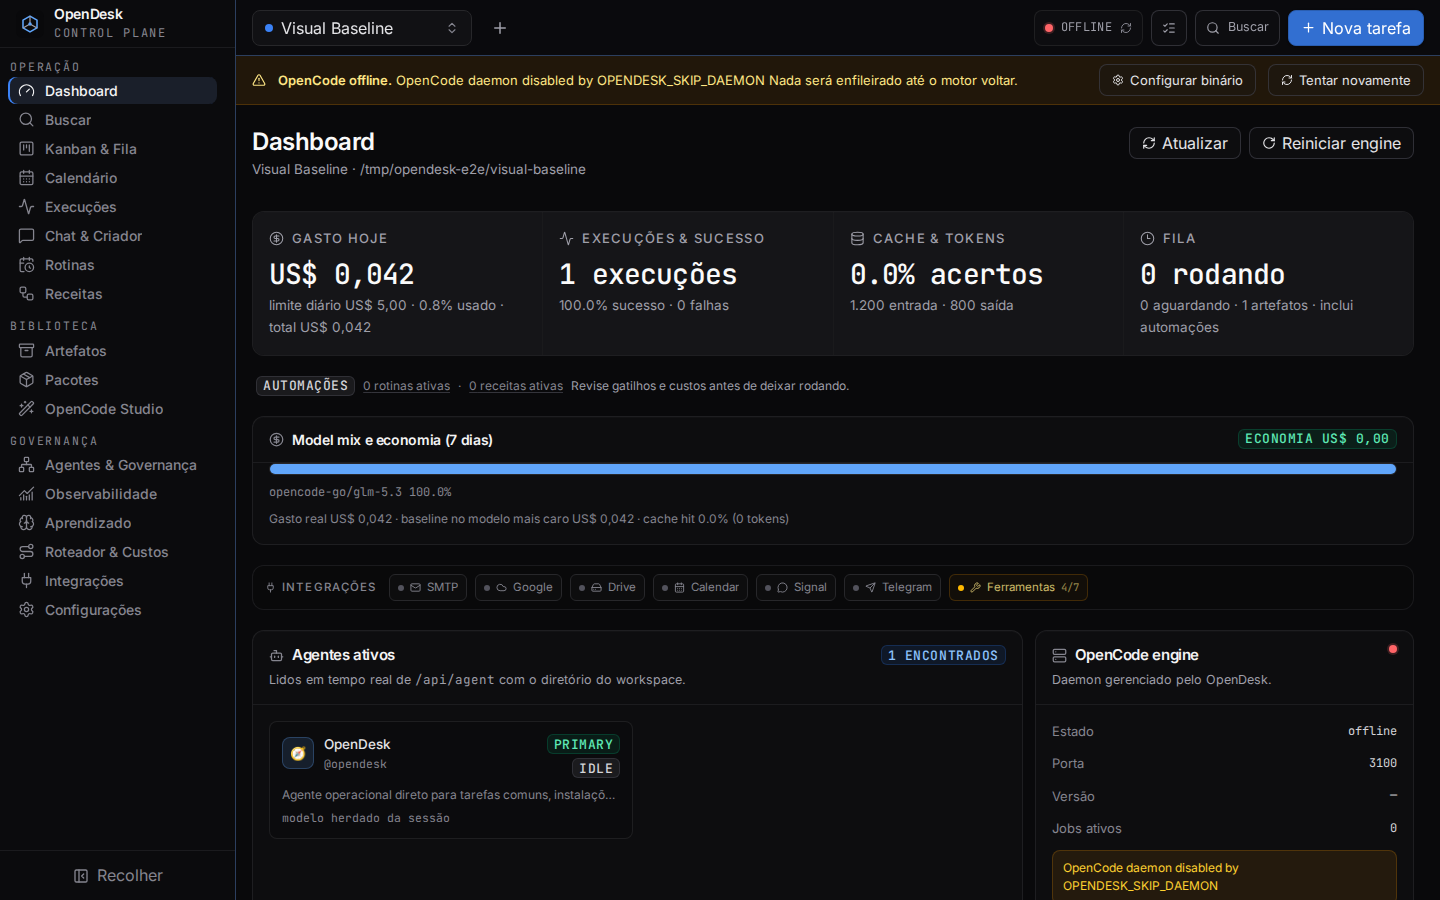 OpenDesk
CONTROL PLANE
OPERAÇÃO
Dashboard
Buscar
Kanban & Fila
Calendário
Execuções
Chat & Criador
Rotinas
Receitas
BIBLIOTECA
Artefatos
Pacotes
OpenCode Studio
GOVERNANÇA
Agentes & Governança
Observabilidade
Aprendizado
Roteador & Custos
Integrações
Configurações
Recolher
Visual Baseline
OFFLINE
Buscar
Nova tarefa
OpenCode offline. OpenCode daemon disabled by OPENDESK_SKIP_DAEMON Nada será enfileirado até o motor voltar.
Configurar binário
Tentar novamente
Dashboard
Visual Baseline · /tmp/opendesk-e2e/visual-baseline
Atualizar
Reiniciar engine
GASTO HOJE
US$ 0,042
limite diário US$ 5,00 · 0.8% usado ·
total US$ 0,042
EXECUÇÕES & SUCESSO
1 execuções
100.0% sucesso · 0 falhas
CACHE & TOKENS
0.0% acertos
1.200 entrada · 800 saída
FILA
0 rodando
0 aguardando · 1 artefatos · inclui
automações
AUTOMAÇÕES 0 rotinas ativas · 0 receitas ativas Revise gatilhos e custos antes de deixar rodando.
Model mix e economia (7 dias)
ECONOMIA US$ 0,00
opencode-go/glm-5.3 100.0%
Gasto real US$ 0,042 · baseline no modelo mais caro US$ 0,042 · cache hit 0.0% (0 tokens)
INTEGRAÇÕES SMTP Google Drive Calendar Signal Telegram Ferramentas 4/7
Agentes ativos
1 ENCONTRADOS
Lidos em tempo real de /api/agent com o diretório do workspace.
OpenDesk
@opendesk
PRIMARY
IDLE
Agente operacional direto para tarefas comuns, instalaçõ...
modelo herdado da sessão
OpenCode engine
Daemon gerenciado pelo OpenDesk.
Estado offline
Porta 3100
Versão —
Jobs ativos 0
OpenCode daemon disabled by
OPENDESK_SKIP_DAEMON